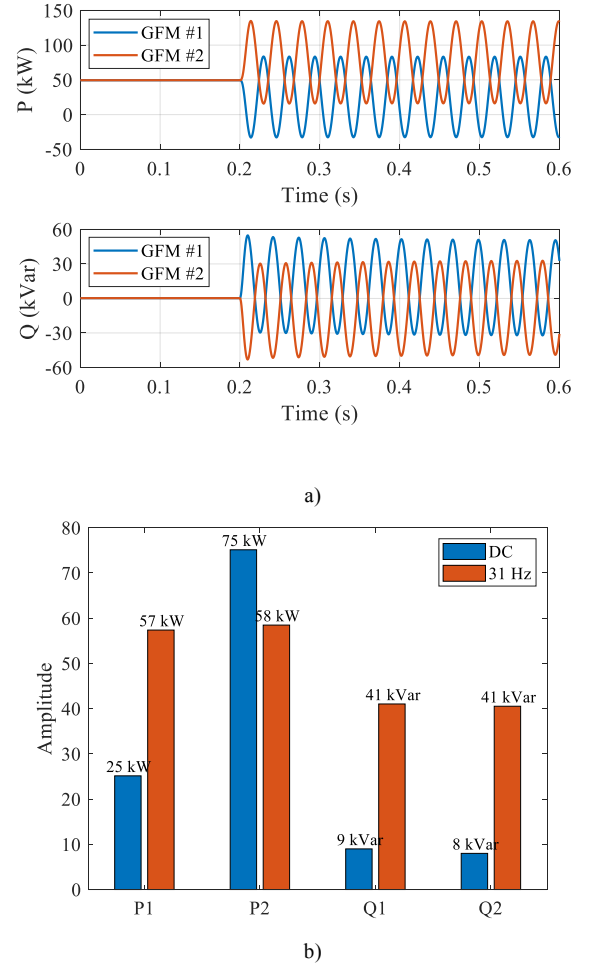 150
100
50
0
-50
P (kW)
GFM #1
GFM #2
0 0.1 0.2 0.3 0.4 0.5 0.6
Time (s)
60
30
0
-30
-60
Q (kVar)
GFM #1
GFM #2
0 0.1 0.2 0.3 0.4 0.5 0.6
Time (s)
a)
80
70
60
50
40
30
20
10
0
Amplitude
DC
31 Hz
25 kW
57 kW
75 kW
58 kW
9 kVar
41 kVar
8 kVar
41 kVar
P1 P2 Q1 Q2
b)